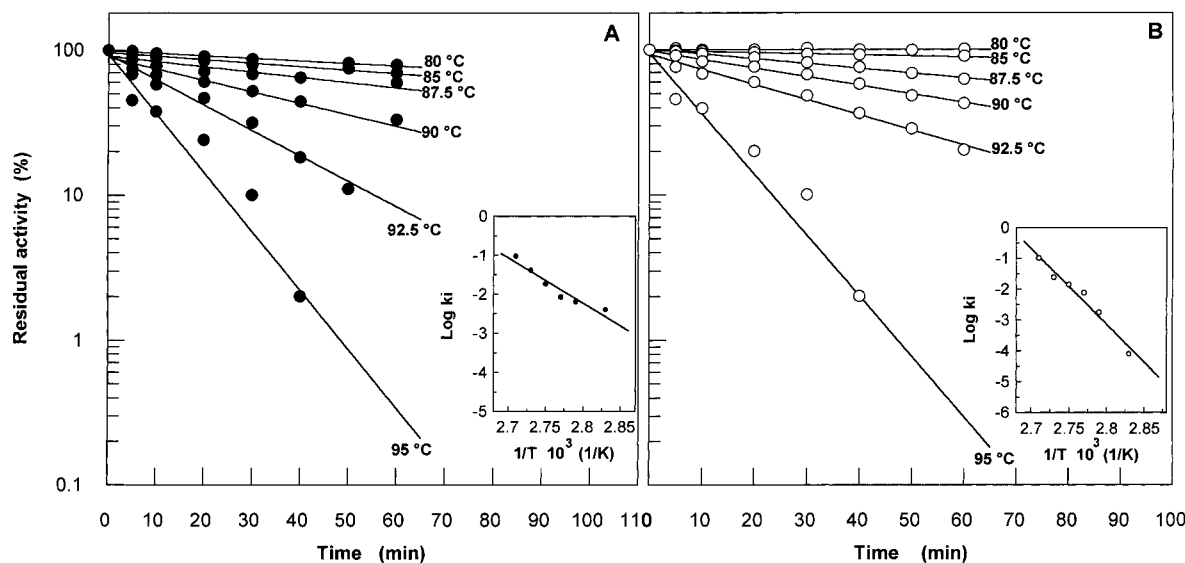 A
B
Residual activity (%)
100
10
1
0.1
80 °C
85 °C
87.5 °C
90 °C
92.5 °C
95 °C
0 10 20 30 40 50 60 70 80 90 100 110
Time (min)
Log ki
0
-1
-2
-3
-4
-5
2.7 2.75 2.8 2.85
1/T 10³ (1/K)
80 °C
85 °C
87.5 °C
90 °C
92.5 °C
95 °C
0 10 20 30 40 50 60 70 80 90 100
Time (min)
Log ki
0
-1
-2
-3
-4
-5
-6
2.7 2.75 2.8 2.85
1/T 10³ (1/K)